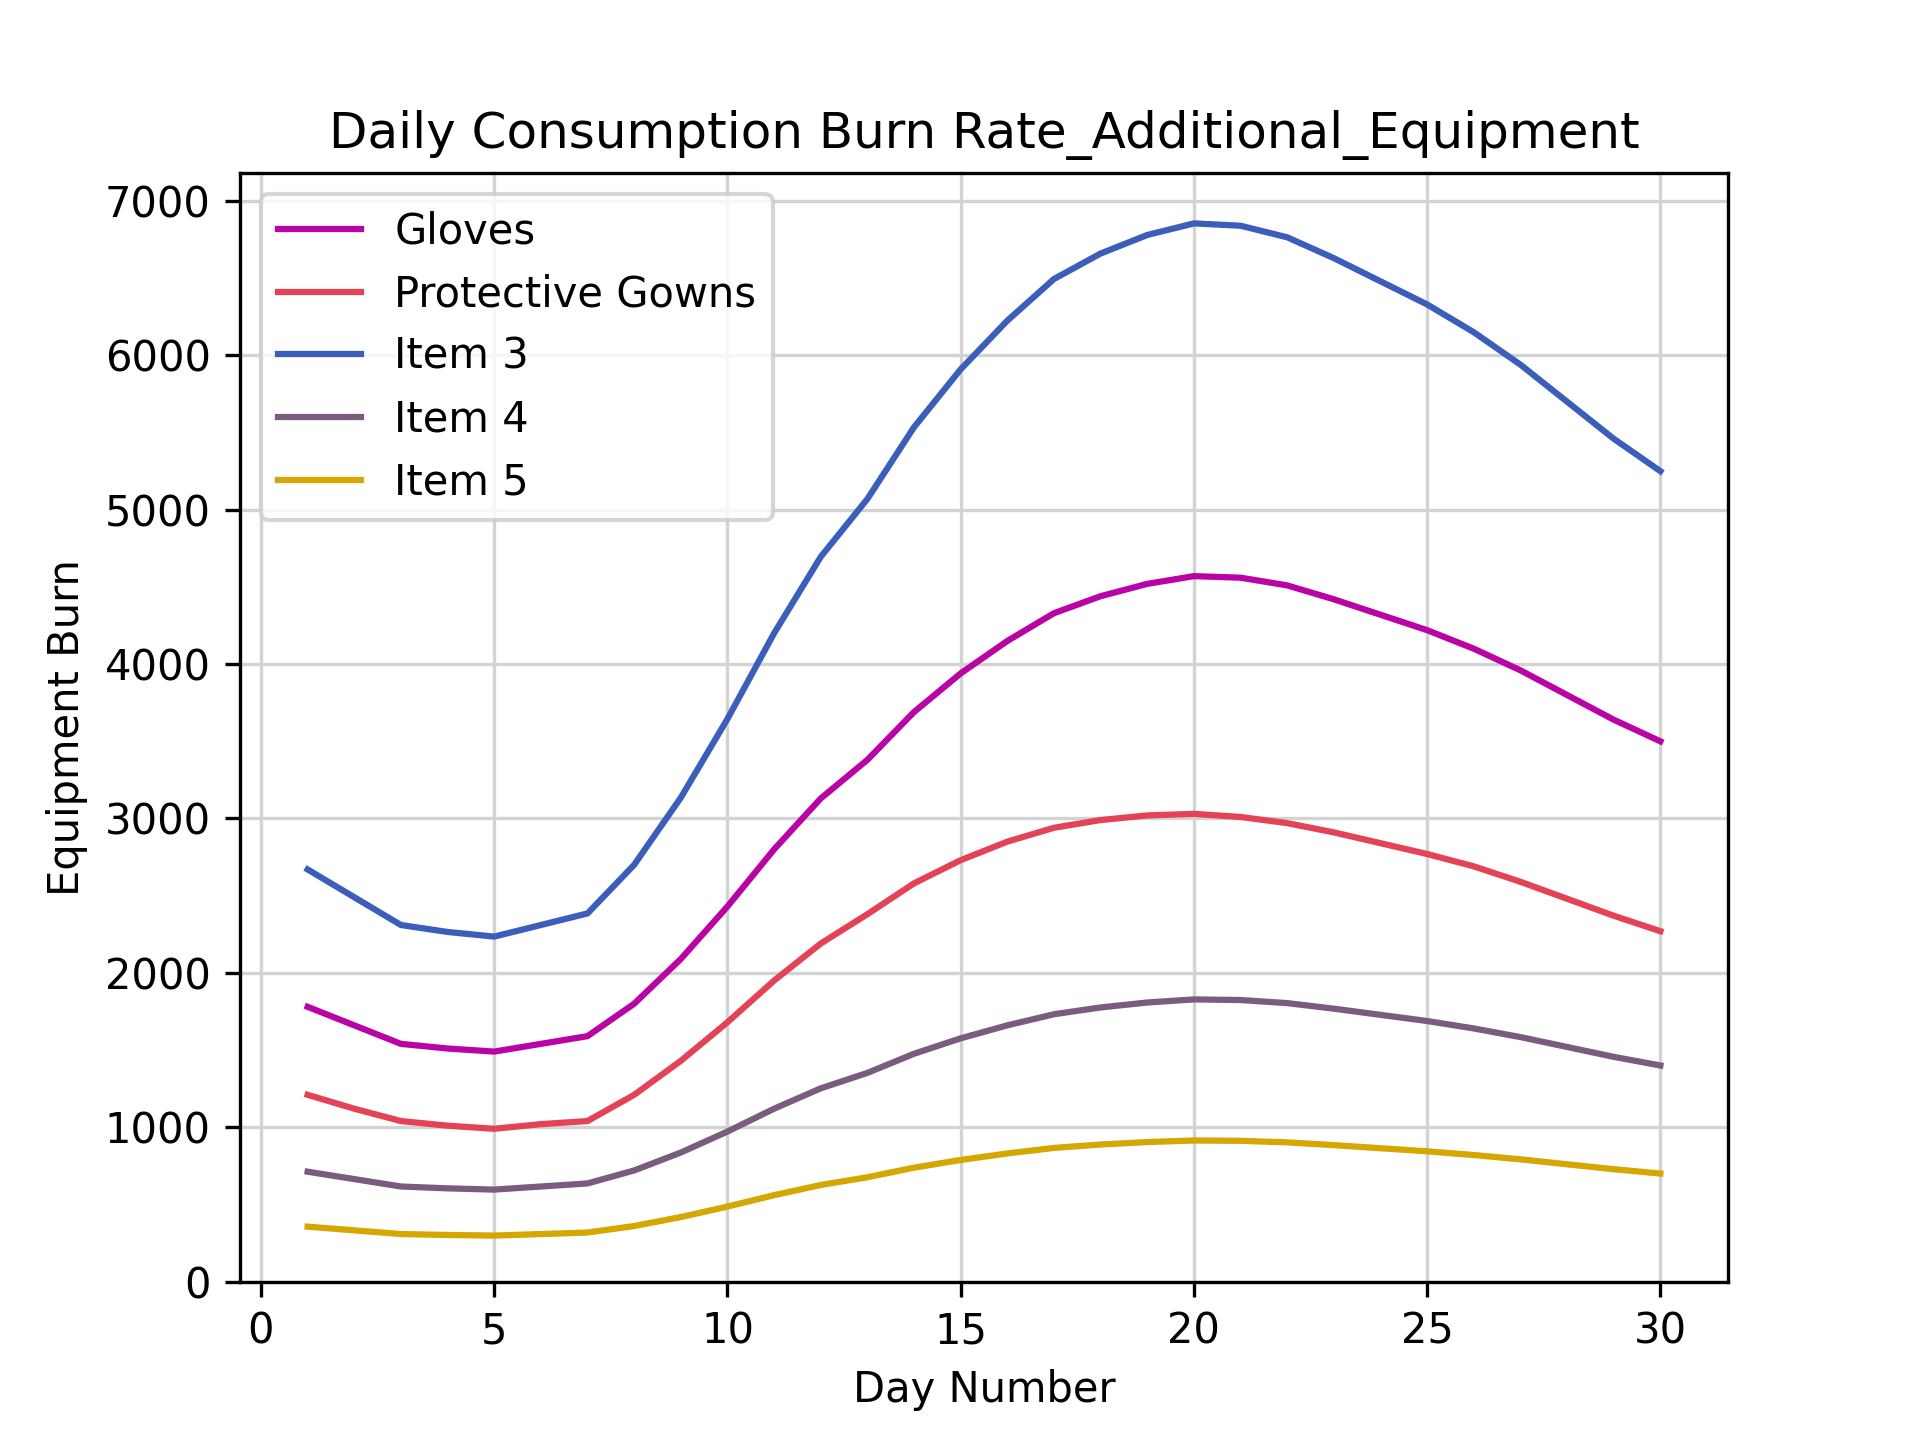 Daily Consumption Burn Rate_Additional_Equipment
7000
6000
5000
4000
3000
2000
1000
0
Equipment Burn
Gloves
Protective Gowns
Item 3
Item 4
Item 5
0 5 10 15 20 25 30
Day Number